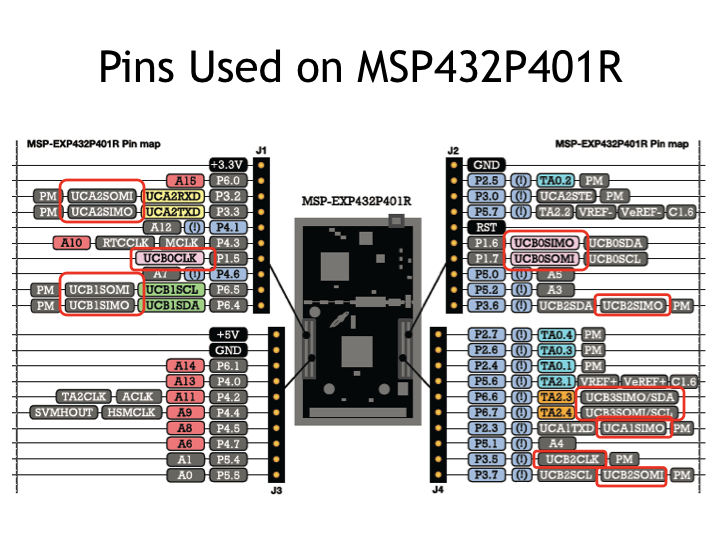 Pins Used on MSP432P401R
MSP-EXP432P401R Pin map
MSP-EXP432P401R Pin map
J1
+3.3V
A15 P6.0
PM UCA2SOMI UCA2RXD P3.2
PM UCA2SIMO UCA2TXD P3.3
A12 (!) P4.1
A10 RTCCLK MCLK P4.3
UCB0CLK P1.5
A7 (!) P4.6
PM UCB1SOMI UCB1SCL P6.5
PM UCB1SIMO UCB1SDA P6.4
+5V
GND
A14 P6.1
A13 P4.0
TA2CLK ACLK A11 P4.2
SVMHOUT HSMCLK A9 P4.4
A8 P4.5
A6 P4.7
A1 P5.4
A0 P5.5
J3
MSP-EXP432P401R
J2
GND
P2.5 (!) TA0.2 PM
P3.0 (!) UCA2STE PM
P5.7 (!) TA2.2 VREF- VeREF- C1.6
RST
P1.6 UCB0SIMO UCB0SDA
P1.7 UCB0SOMI UCB0SCL
P5.0 (!) A5
P5.2 (!) A3
P3.6 (!) UCB2SDA UCB2SIMO PM
P2.7 (!) TA0.4 PM
P2.6 (!) TA0.3 PM
P2.4 (!) TA0.1 PM
P5.6 (!) TA2.1 VREF+ VeREF+ C1.6
P6.6 (!) TA2.3 UCB3SIMO/SDA
P6.7 (!) TA2.4 UCB3SOMI/SCL
P2.3 (!) UCA1TXD UCA1SIMO PM
P5.1 (!) A4
P3.5 (!) UCB2CLK PM
P3.7 (!) UCB2SCL UCB2SOMI PM
J4